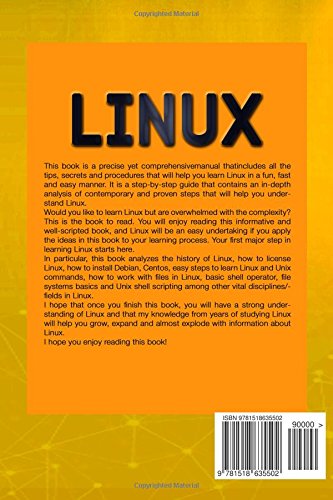 LINUX
This book is a precise yet comprehensivemanual thatincludes all the
tips, secrets and procedures that will help you learn Linux in a fun, fast
and easy manner. It is a step-by-step guide that contains an in-depth
analysis of contemporary and proven steps that will help you under-
stand Linux.
Would you like to learn Linux but are overwhelmed with the complexity?
This is the book to read. You will enjoy reading this informative and
well-scripted book, and Linux will be an easy undertaking if you apply
the ideas in this book to your learning process. Your first major step in
learning Linux starts here.
In particular, this book analyzes the history of Linux, how to license
Linux, how to install Debian, Centos, easy steps to learn Linux and Unix
commands, how to work with files in Linux, basic shell operator, file
systems basics and Unix shell scripting among other vital disciplines/-
fields in Linux.
I hope that once you finish this book, you will have a strong under-
standing of Linux and that my knowledge from years of studying Linux
will help you grow, expand and almost explode with information about
Linux.
I hope you enjoy reading this book!
ISBN 9781518635502
90000 >
9 781518 635502
Copyrighted Material
Copyrighted Material